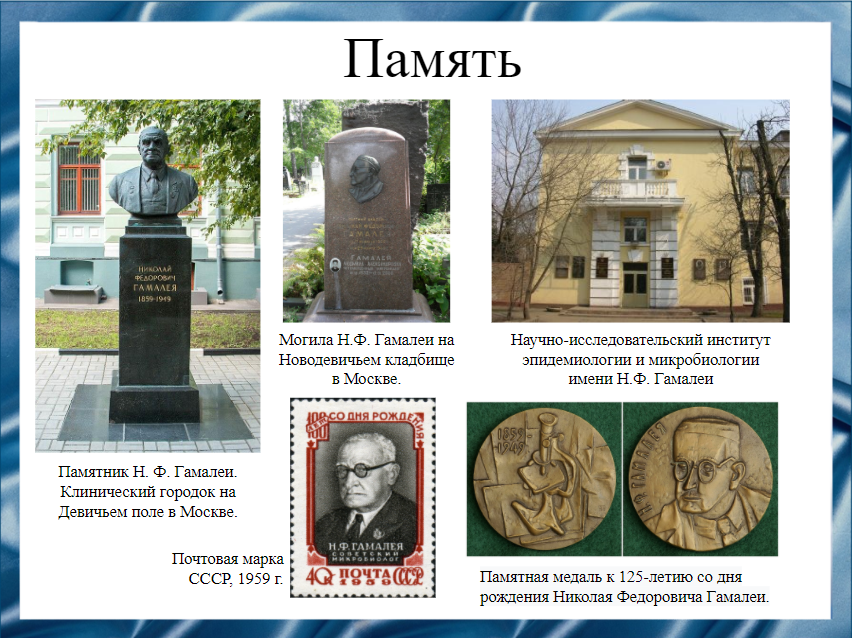 Память
НИКОЛАЙ
ФЕДОРОВИЧ
ГАМАЛЕЯ
1859-1949
Могила Н.Ф. Гамалеи на
Новодевичьем кладбище
в Москве.
Научно-исследовательский институт
эпидемиологии и микробиологии
имени Н.Ф. Гамалеи
Памятник Н. Ф. Гамалеи.
Клинический городок на
Девичьем поле в Москве.
100 ЛЕТ СО ДНЯ РОЖДЕНИЯ
Н.Ф. ГАМАЛЕЯ
СОВЕТСКИЙ
МИКРОБИОЛОГ
40К ПОЧТА СССР
1959
Почтовая марка
СССР, 1959 г.
1859-
1949
Н.Ф. ГАМАЛЕЯ
Памятная медаль к 125-летию со дня
рождения Николая Федоровича Гамалеи.